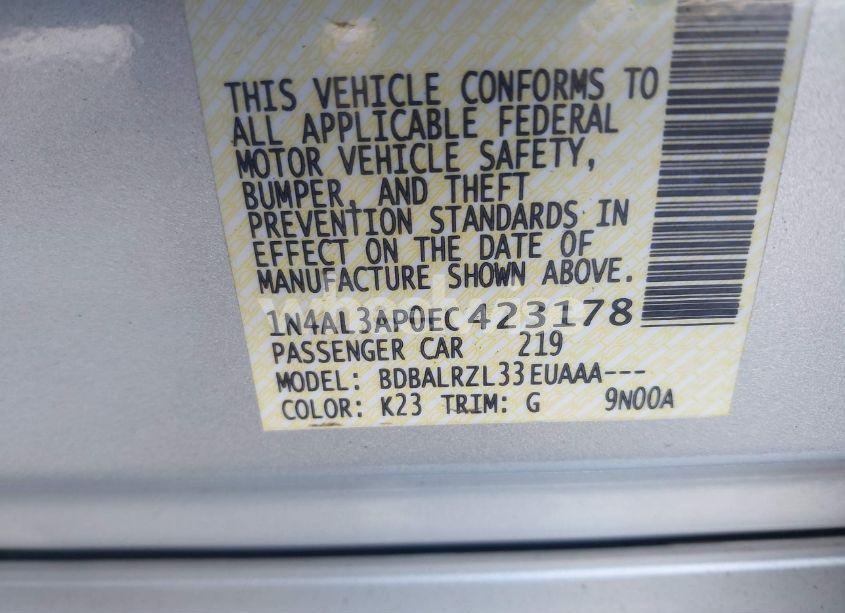 THIS VEHICLE CONFORMS TO
ALL APPLICABLE FEDERAL
MOTOR VEHICLE SAFETY,
BUMPER, AND THEFT
PREVENTION STANDARDS IN
EFFECT ON THE DATE OF
MANUFACTURE SHOWN ABOVE.
1N4AL3AP0EC423178
PASSENGER CAR 219
MODEL: BDBALRZL33EUAAA---
COLOR: K23 TRIM: G 9N00A